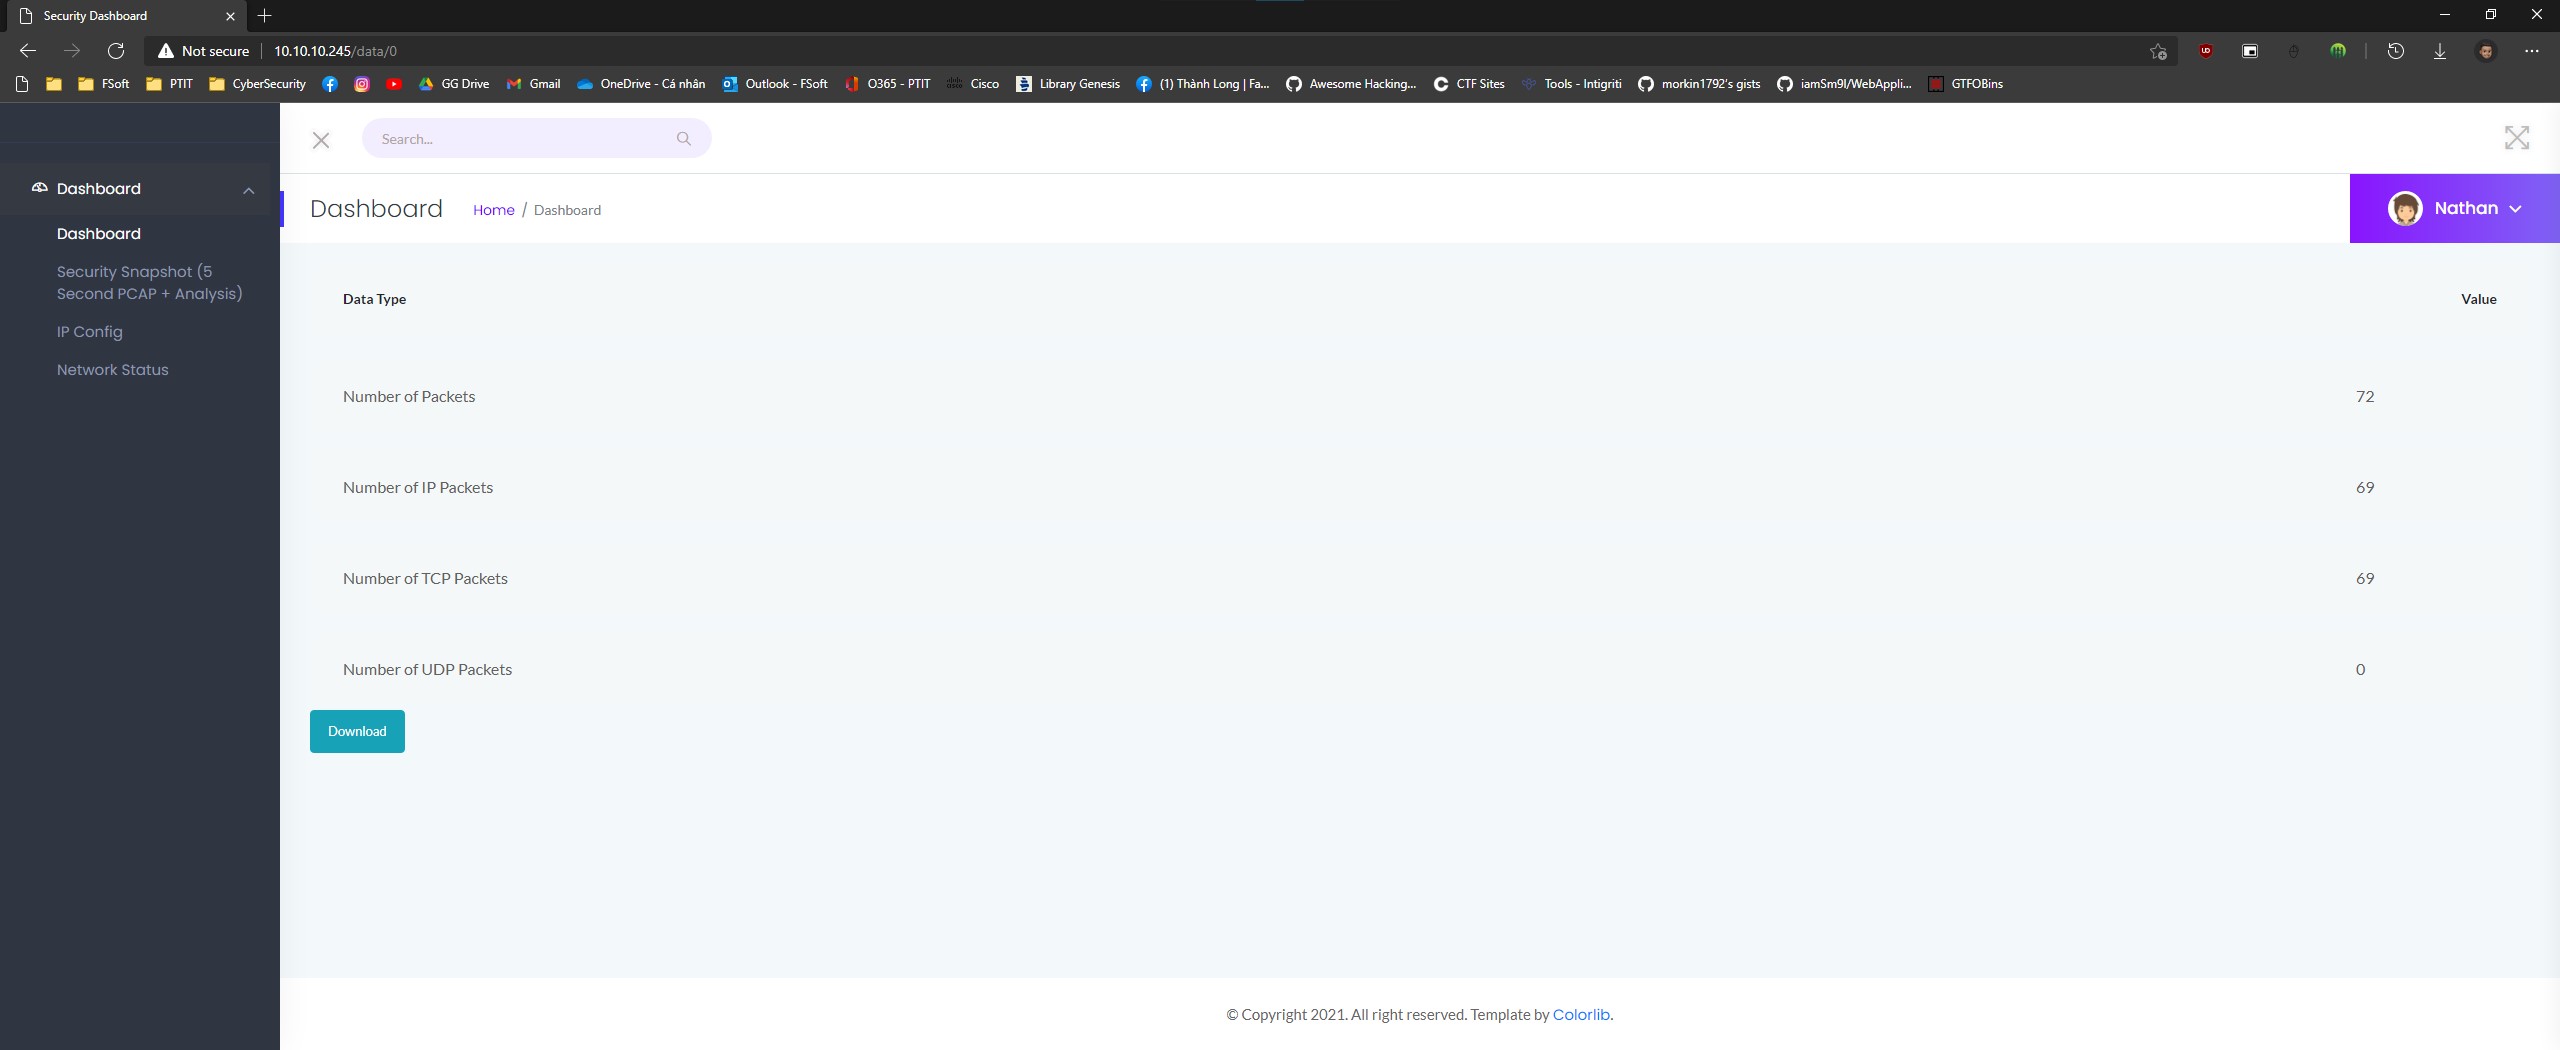 Security Dashboard
Not secure
10.10.10.245/data/0
FSoft
PTIT
CyberSecurity
GG Drive
Gmail
OneDrive - Cá nhân
Outlook - FSoft
O365 - PTIT
Cisco
Library Genesis
(1) Thành Long | Fa...
Awesome Hacking...
CTF Sites
Tools - Intigriti
morkin1792's gists
iamSm9l/WebAppli...
GTFOBins
Search...
Dashboard
Dashboard
Security Snapshot (5
Second PCAP + Analysis)
IP Config
Network Status
Dashboard
Home / Dashboard
Nathan
Data Type Value
Number of Packets 72
Number of IP Packets 69
Number of TCP Packets 69
Number of UDP Packets 0
Download
© Copyright 2021. All right reserved. Template by Colorlib.